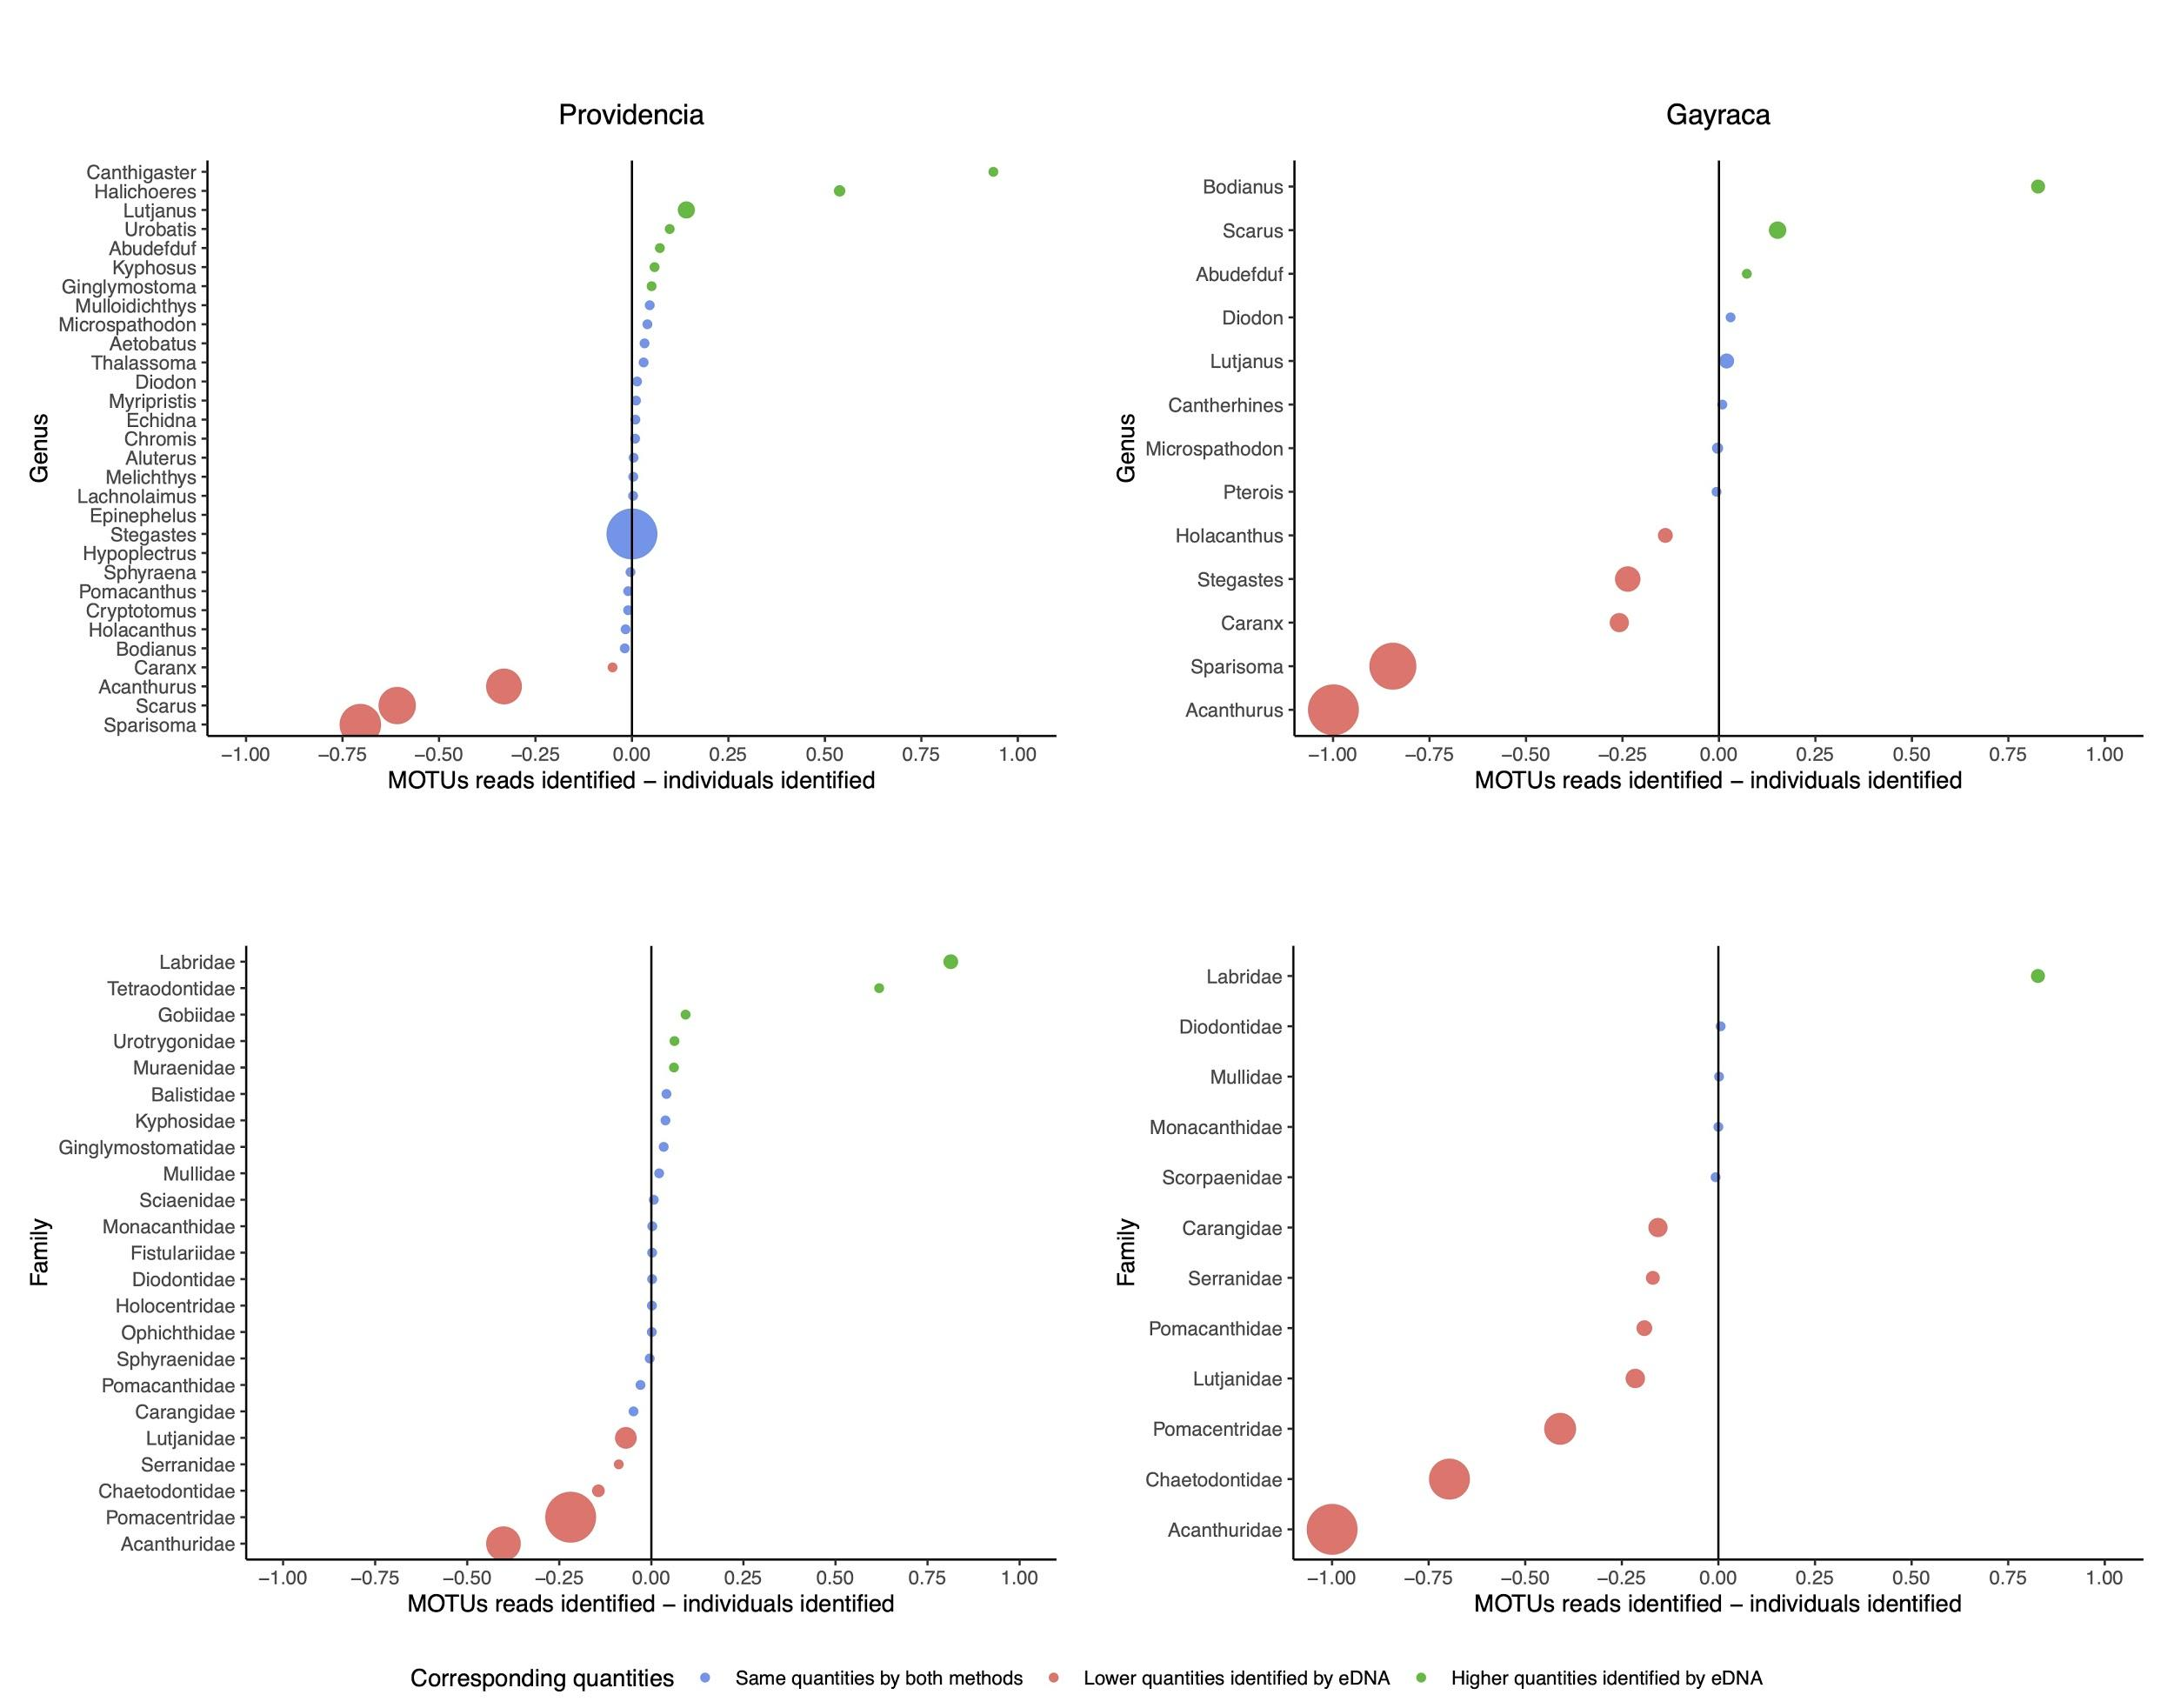 Providencia
Genus
Canthigaster
Halichoeres
Lutjanus
Urobatis
Abudefduf
Kyphosus
Ginglymostoma
Mulloidichthys
Microspathodon
Aetobatus
Thalassoma
Diodon
Myripristis
Echidna
Chromis
Aluterus
Melichthys
Lachnolaimus
Epinephelus
Stegastes
Hypoplectrus
Sphyraena
Pomacanthus
Cryptotomus
Holacanthus
Bodianus
Caranx
Acanthurus
Scarus
Sparisoma
−1.00 −0.75 −0.50 −0.25 0.00 0.25 0.50 0.75 1.00
MOTUs reads identified − individuals identified
Gayraca
Genus
Bodianus
Scarus
Abudefduf
Diodon
Lutjanus
Cantherhines
Microspathodon
Pterois
Holacanthus
Stegastes
Caranx
Sparisoma
Acanthurus
−1.00 −0.75 −0.50 −0.25 0.00 0.25 0.50 0.75 1.00
MOTUs reads identified − individuals identified
Family
Labridae
Tetraodontidae
Gobiidae
Urotrygonidae
Muraenidae
Balistidae
Kyphosidae
Ginglymostomatidae
Mullidae
Sciaenidae
Monacanthidae
Fistulariidae
Diodontidae
Holocentridae
Ophichthidae
Sphyraenidae
Pomacanthidae
Carangidae
Lutjanidae
Serranidae
Chaetodontidae
Pomacentridae
Acanthuridae
−1.00 −0.75 −0.50 −0.25 0.00 0.25 0.50 0.75 1.00
MOTUs reads identified − individuals identified
Family
Labridae
Diodontidae
Mullidae
Monacanthidae
Scorpaenidae
Carangidae
Serranidae
Pomacanthidae
Lutjanidae
Pomacentridae
Chaetodontidae
Acanthuridae
−1.00 −0.75 −0.50 −0.25 0.00 0.25 0.50 0.75 1.00
MOTUs reads identified − individuals identified
Corresponding quantities Same quantities by both methods Lower quantities identified by eDNA Higher quantities identified by eDNA